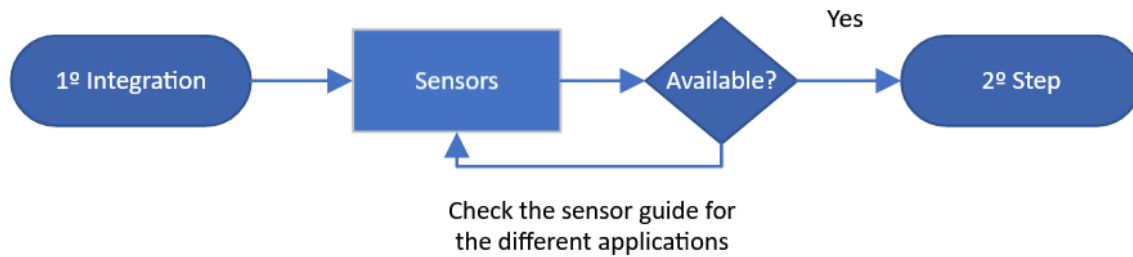 Yes
1º Integration
Sensors
Available?
2º Step
Check the sensor guide for
the different applications